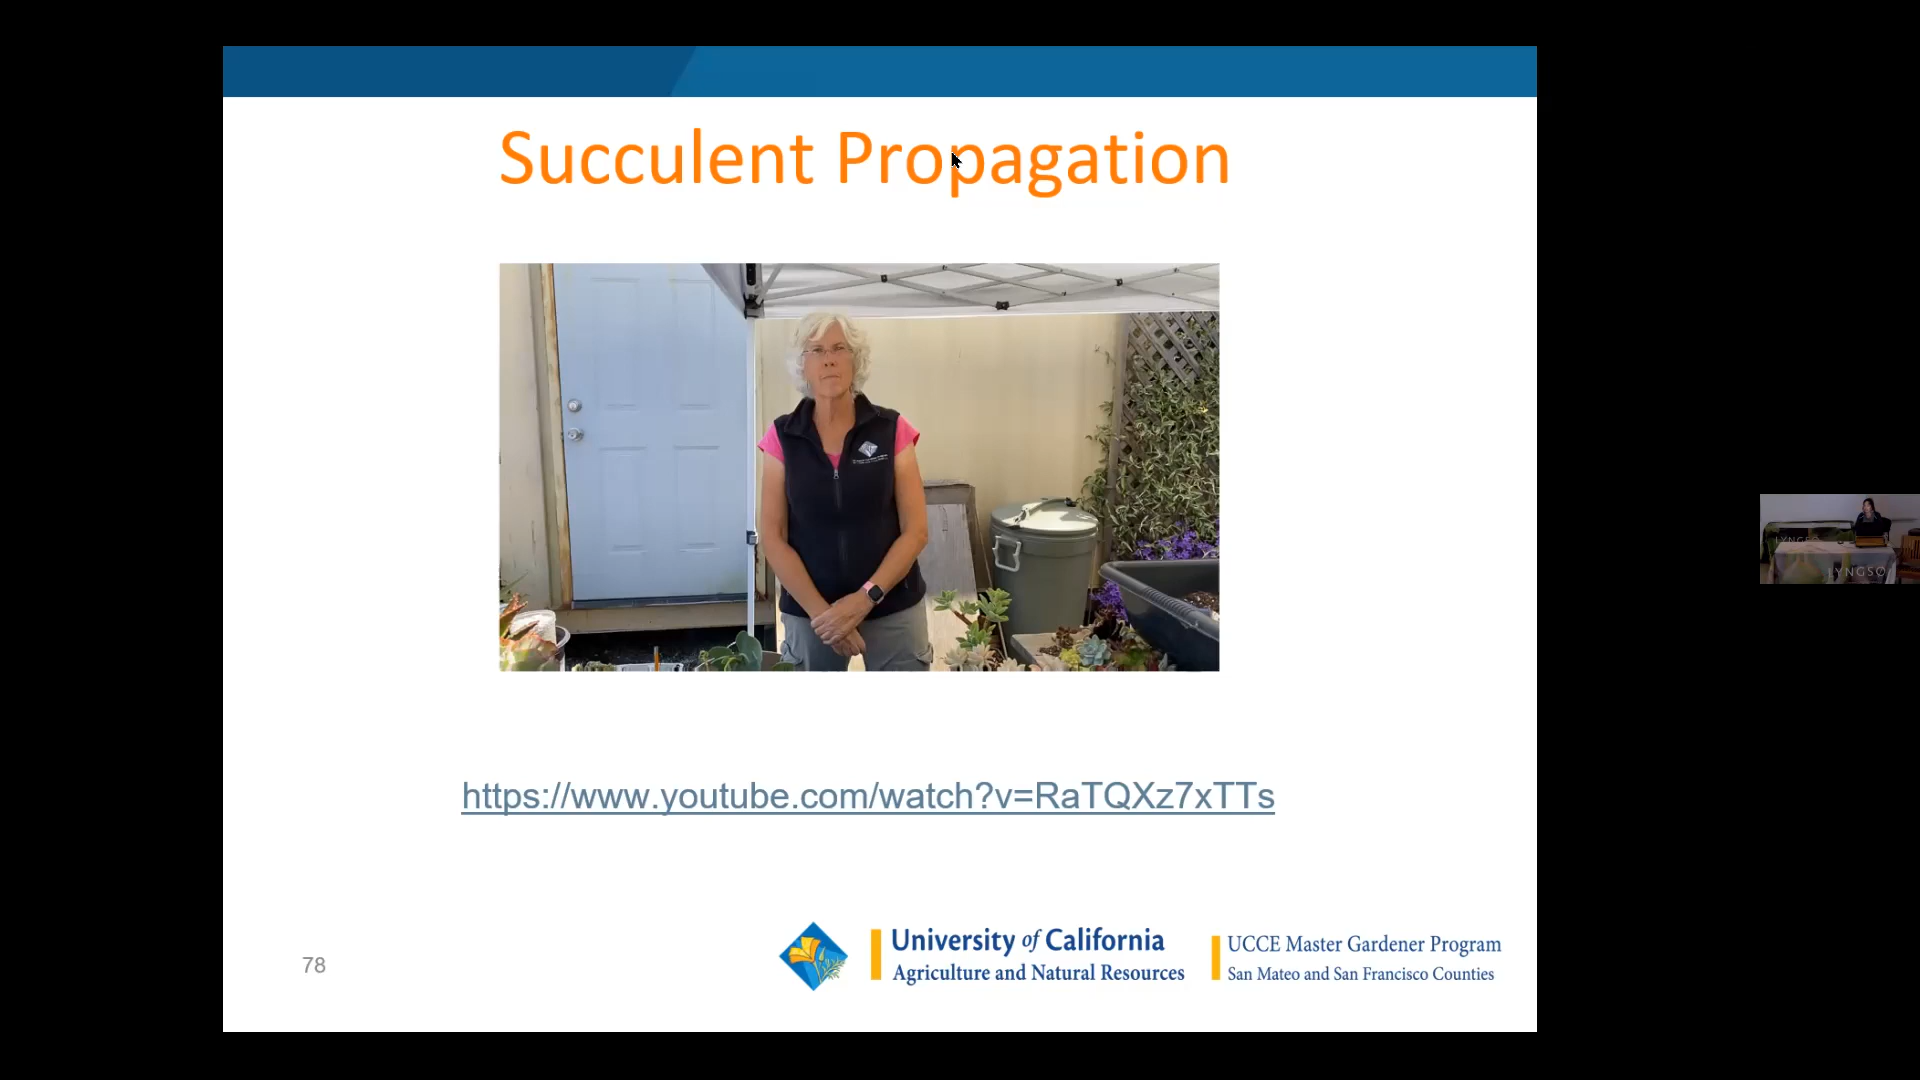 Succulent Propagation
https://www.youtube.com/watch?v=RaTQXz7xTTs
78
University of California
Agriculture and Natural Resources
UCCE Master Gardener Program
San Mateo and San Francisco Counties
LYNGSO